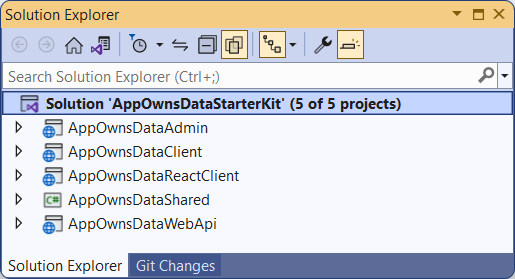 Solution Explorer
Search Solution Explorer (Ctrl+;)
Solution 'AppOwnsDataStarterKit' (5 of 5 projects)
AppOwnsDataAdmin
AppOwnsDataClient
AppOwnsDataReactClient
C# AppOwnsDataShared
AppOwnsDataWebApi
Solution Explorer Git Changes